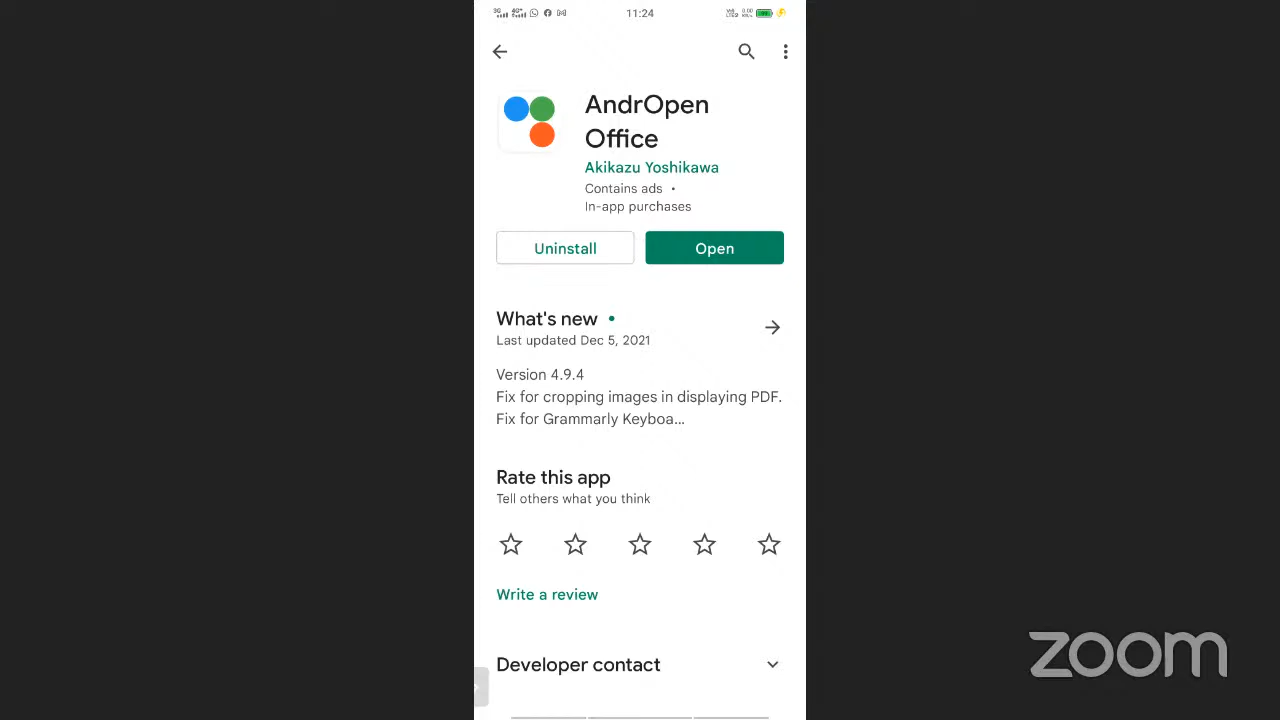 11:24
AndrOpen
Office
Akikazu Yoshikawa
Contains ads •
In-app purchases
Uninstall
Open
What's new •
Last updated Dec 5, 2021
Version 4.9.4
Fix for cropping images in displaying PDF.
Fix for Grammarly Keyboa...
Rate this app
Tell others what you think
Write a review
Developer contact
zoom